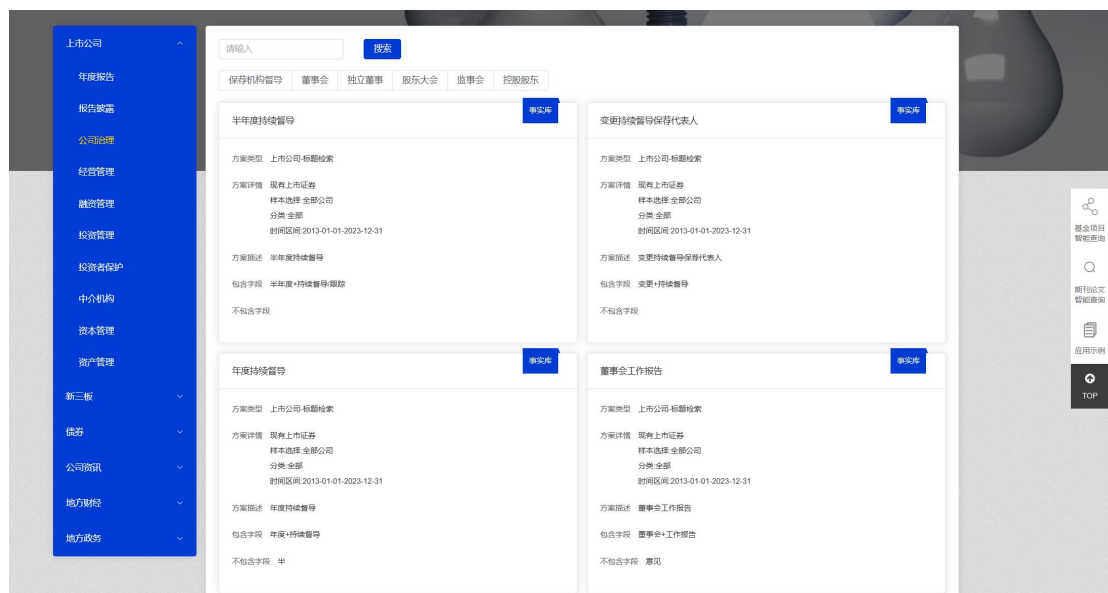 上市公司
年度报告
报告披露
公司治理
经营管理
融资管理
投资管理
投资者保护
中介机构
资本管理
资产管理
新三板
债券
公司资讯
地方财经
地方政务
请输入 搜索
保荐机构督导 董事会 独立董事 股东大会 监事会 控股股东
半年度持续督导 事实库
方案类型 上市公司-标题检索
方案详情 现有上市证券
样本选择:全部公司
分类:全部
时间区间:2013-01-01-2023-12-31
方案描述 半年度持续督导
包含字段 半年度+持续督导/跟踪
不包含字段
变更持续督导保荐代表人 事实库
方案类型 上市公司-标题检索
方案详情 现有上市证券
样本选择:全部公司
分类:全部
时间区间:2013-01-01-2023-12-31
方案描述 变更持续督导保荐代表人
包含字段 变更+持续督导
不包含字段
年度持续督导 事实库
方案类型 上市公司-标题检索
方案详情 现有上市证券
样本选择:全部公司
分类:全部
时间区间:2013-01-01-2023-12-31
方案描述 年度持续督导
包含字段 年度+持续督导
不包含字段 半
董事会工作报告 事实库
方案类型 上市公司-标题检索
方案详情 现有上市证券
样本选择:全部公司
分类:全部
时间区间:2013-01-01-2023-12-31
方案描述 董事会工作报告
包含字段 董事会+工作报告
不包含字段 意见
基金项目
智能查询
期刊论文
智能查询
应用示例
TOP